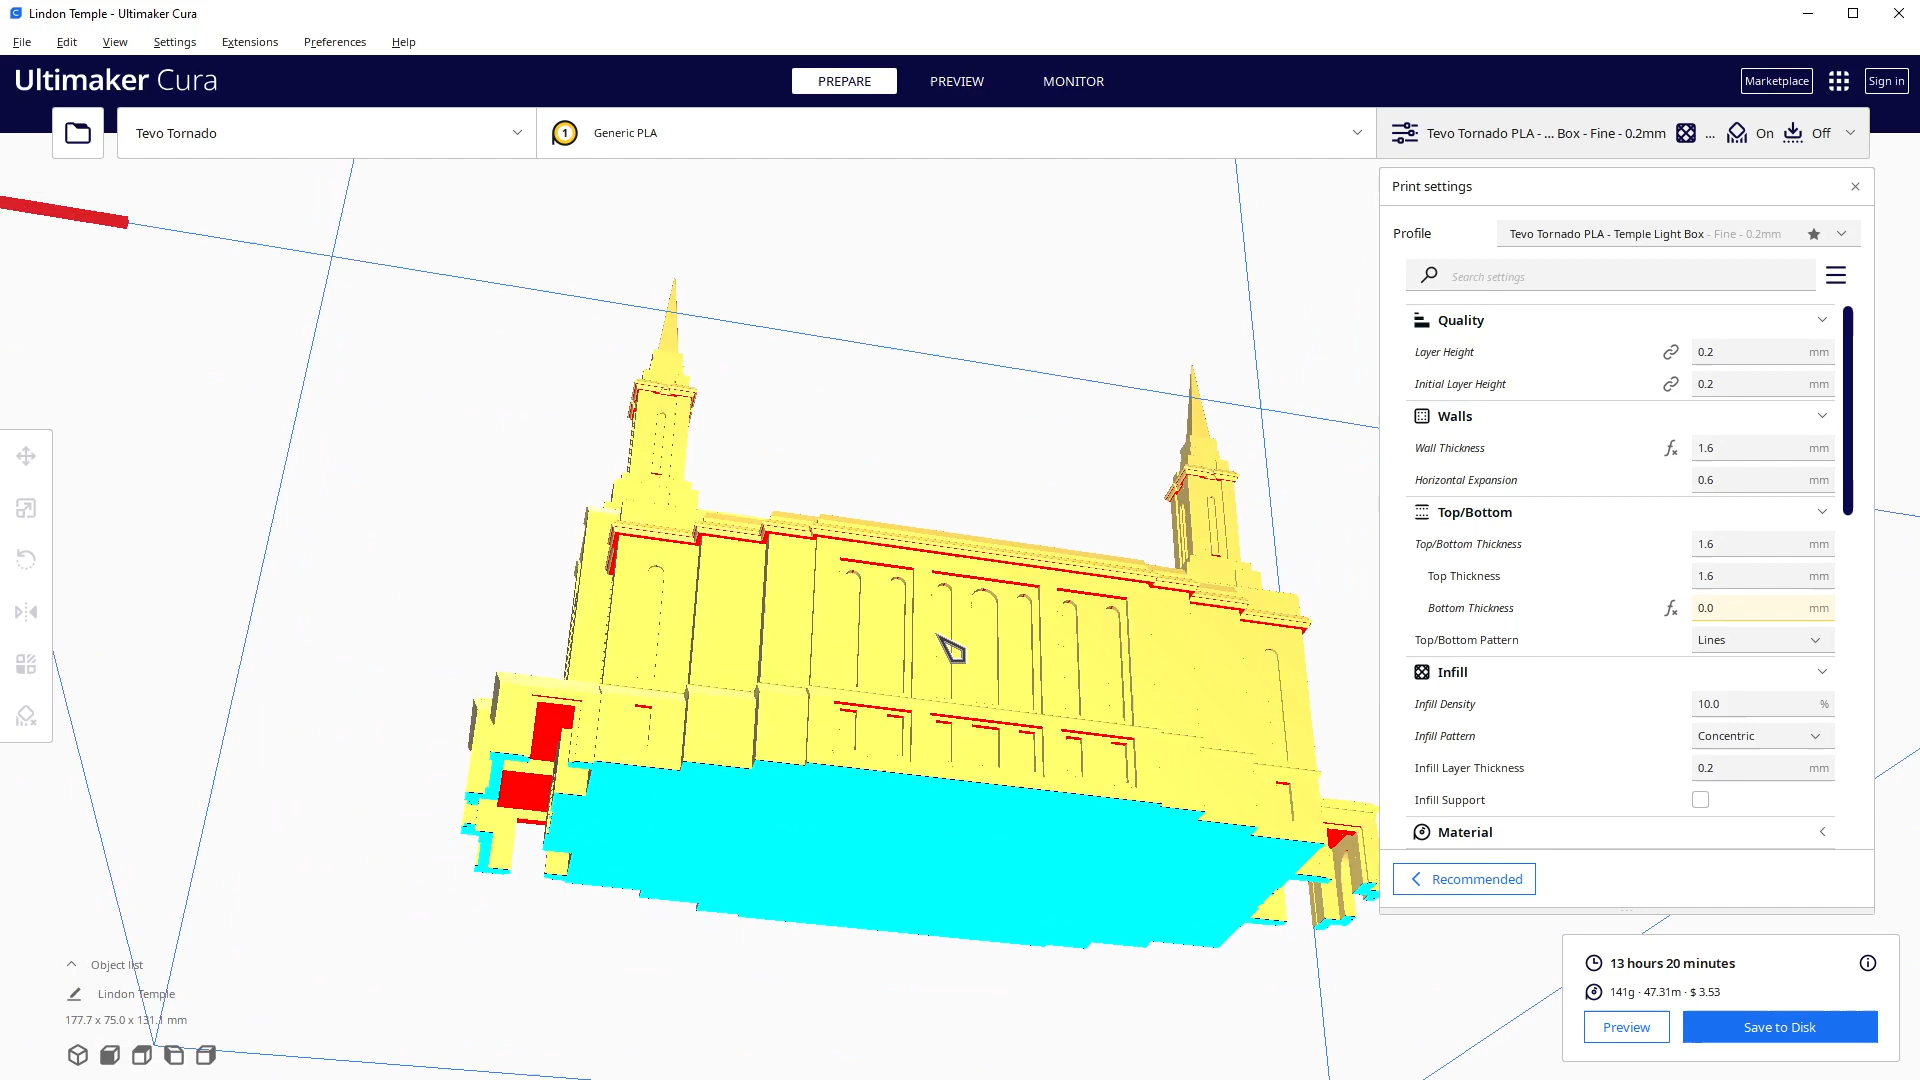 Lindon Temple - Ultimaker Cura
File Edit View Settings Extensions Preferences Help
Ultimaker Cura
PREPARE PREVIEW MONITOR
Marketplace Sign in
Tevo Tornado
1 Generic PLA
Tevo Tornado PLA - ... Box - Fine - 0.2mm ... On Off
Print settings
Profile Tevo Tornado PLA - Temple Light Box - Fine - 0.2mm
Search settings
Quality
Layer Height 0.2 mm
Initial Layer Height 0.2 mm
Walls
Wall Thickness 1.6 mm
Horizontal Expansion 0.6 mm
Top/Bottom
Top/Bottom Thickness 1.6 mm
Top Thickness 1.6 mm
Bottom Thickness 0.0 mm
Top/Bottom Pattern Lines
Infill
Infill Density 10.0 %
Infill Pattern Concentric
Infill Layer Thickness 0.2 mm
Infill Support
Material
Recommended
Object list
Lindon Temple
177.7 x 75.0 x 131.1 mm
13 hours 20 minutes
141g · 47.31m · $ 3.53
Preview Save to Disk